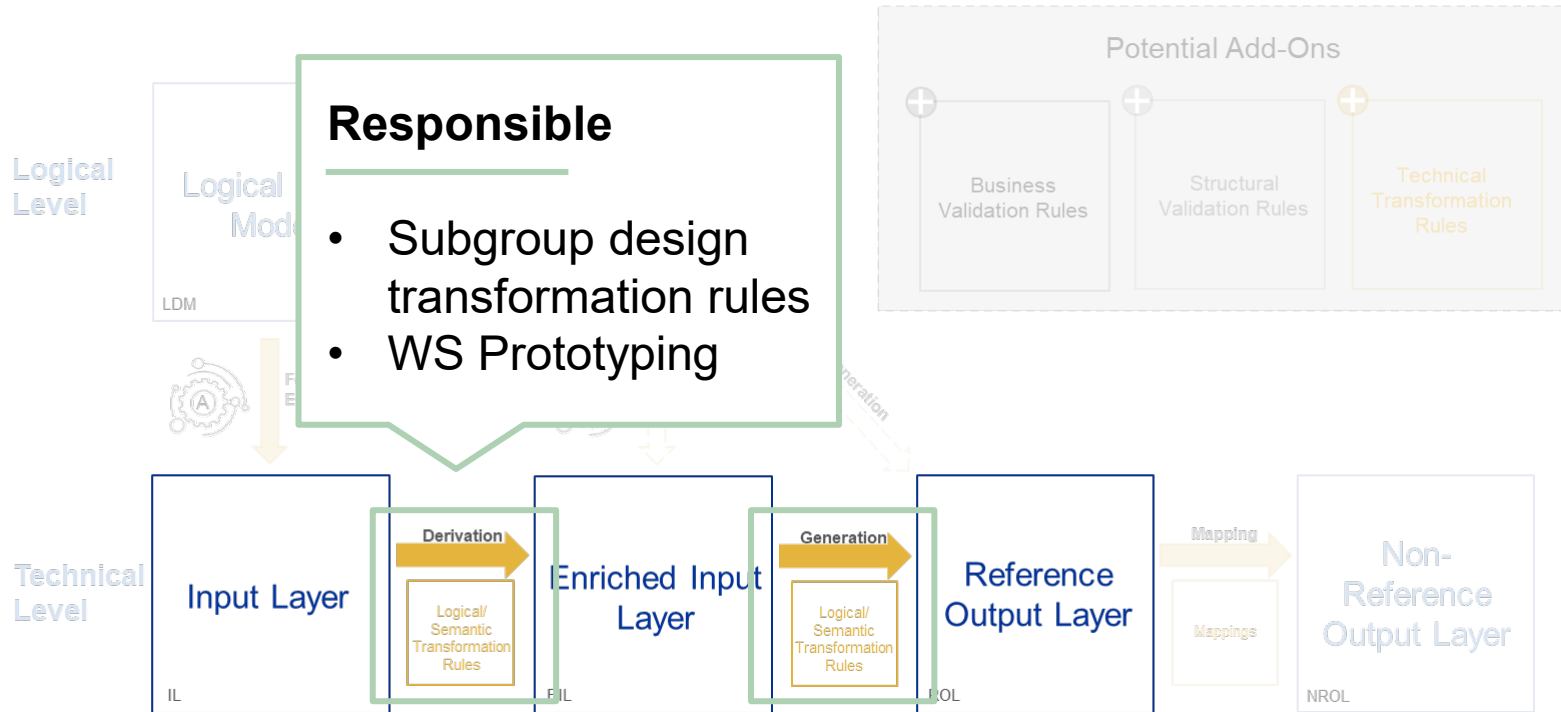 Potential Add-Ons
Responsible
• Subgroup design
transformation rules
• WS Prototyping
Business
Validation Rules
Structural
Validation Rules
Technical
Transformation
Rules
Logical
Level
Logical
LDM
A
Technical
Level
Input Layer
IL
Derivation
Logical/
Semantic
Transformation
Rules
Enriched Input
Layer
Generation
Logical/
Semantic
Transformation
Rules
Reference
Output Layer
Mapping
Mappings
Non-
Reference
Output Layer
NROL